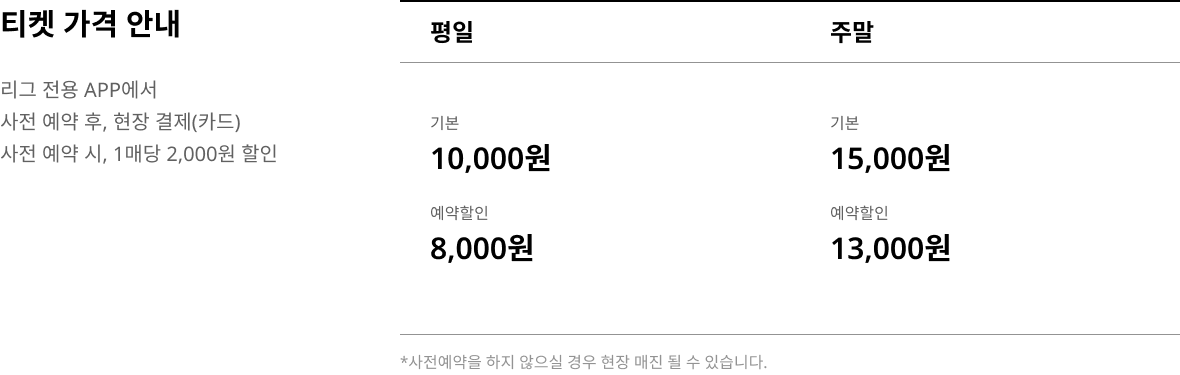 티켓 가격 안내
리그 전용 APP에서
사전 예약 후, 현장 결제(카드)
사전 예약 시, 1매당 2,000원 할인
평일
주말
기본
10,000원
기본
15,000원
예약할인
8,000원
예약할인
13,000원
*사전예약을 하지 않으실 경우 현장 매진 될 수 있습니다.